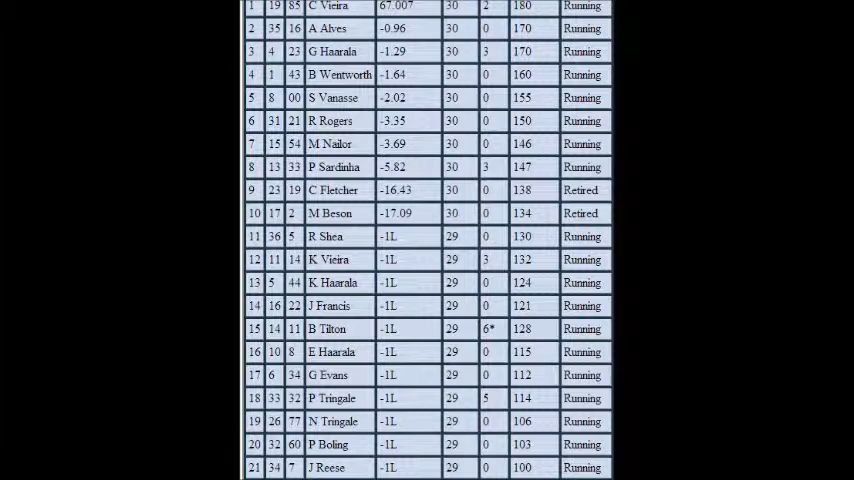 1 19 85 C Vieira 67.007 30 2 180 Running
2 35 16 A Alves -0.96 30 0 170 Running
3 4 23 G Haarala -1.29 30 3 170 Running
4 1 43 B Wentworth -1.64 30 0 160 Running
5 8 00 S Vanasse -2.02 30 0 155 Running
6 31 21 R Rogers -3.35 30 0 150 Running
7 15 54 M Nailor -3.69 30 0 146 Running
8 13 33 P Sardinha -5.82 30 3 147 Running
9 23 19 C Fletcher -16.43 30 0 138 Retired
10 17 2 M Beson -17.09 30 0 134 Retired
11 36 5 R Shea -1L 29 0 130 Running
12 11 14 K Vieira -1L 29 3 132 Running
13 5 44 K Haarala -1L 29 0 124 Running
14 16 22 J Francis -1L 29 0 121 Running
15 14 11 B Tilton -1L 29 6* 128 Running
16 10 8 E Haarala -1L 29 0 115 Running
17 6 34 G Evans -1L 29 0 112 Running
18 33 32 P Tringale -1L 29 5 114 Running
19 26 77 N Tringale -1L 29 0 106 Running
20 32 60 P Boling -1L 29 0 103 Running
21 34 7 J Reese -1L 29 0 100 Running